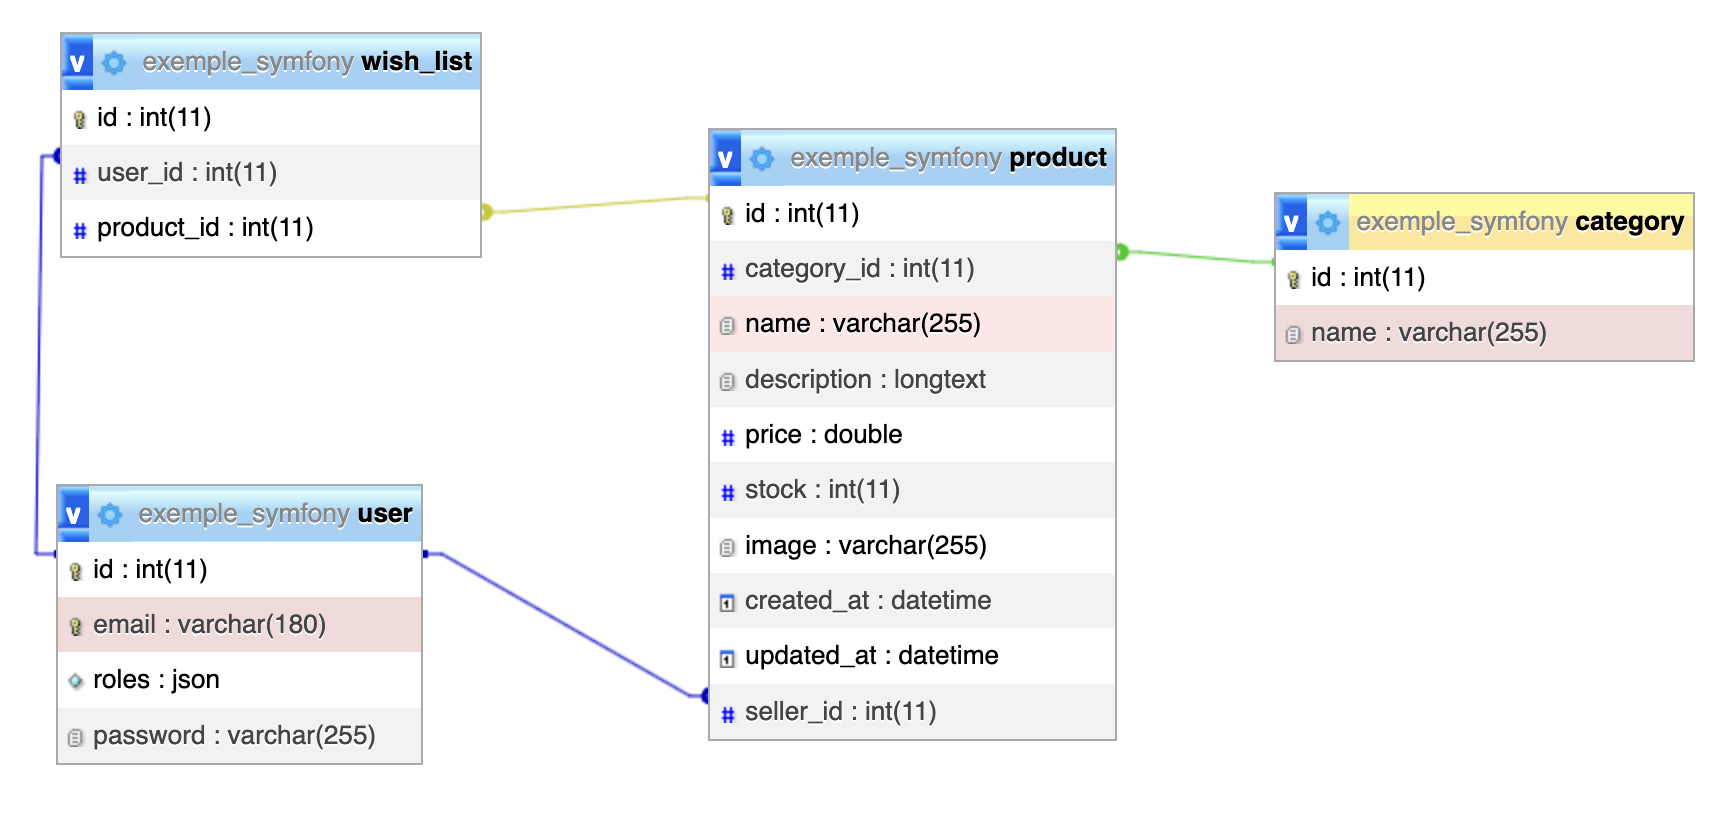 v exemple_symfony wish_list
id : int(11)
# user_id : int(11)
# product_id : int(11)
v exemple_symfony product
id : int(11)
# category_id : int(11)
name : varchar(255)
description : longtext
# price : double
# stock : int(11)
image : varchar(255)
1 created_at : datetime
1 updated_at : datetime
# seller_id : int(11)
v exemple_symfony category
id : int(11)
name : varchar(255)
v exemple_symfony user
id : int(11)
email : varchar(180)
roles : json
password : varchar(255)